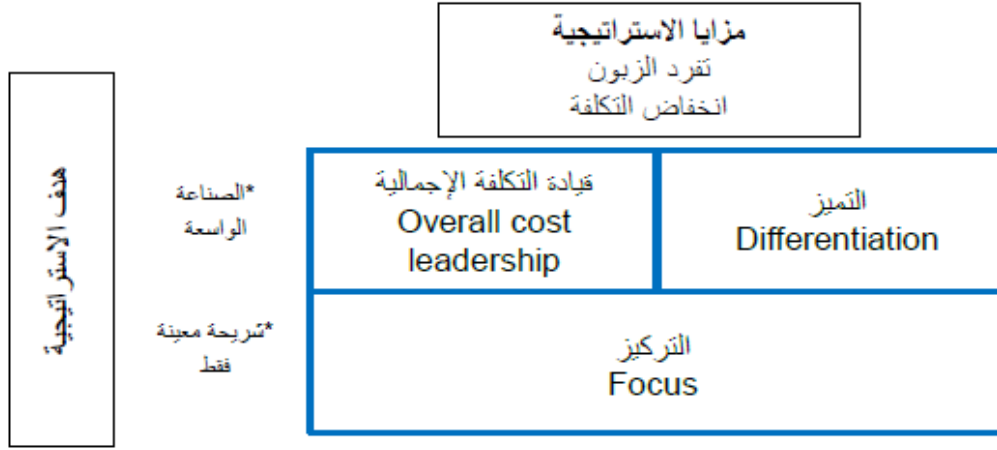 مزايا الاستراتيجية
تفرد الزبون
انخفاض التكلفة
هدف الاستراتيجية
*الصناعة
الواسعة
قيادة التكلفة الإجمالية
Overall cost
leadership
التميز
Differentiation
*شريحة معينة
فقط
التركيز
Focus